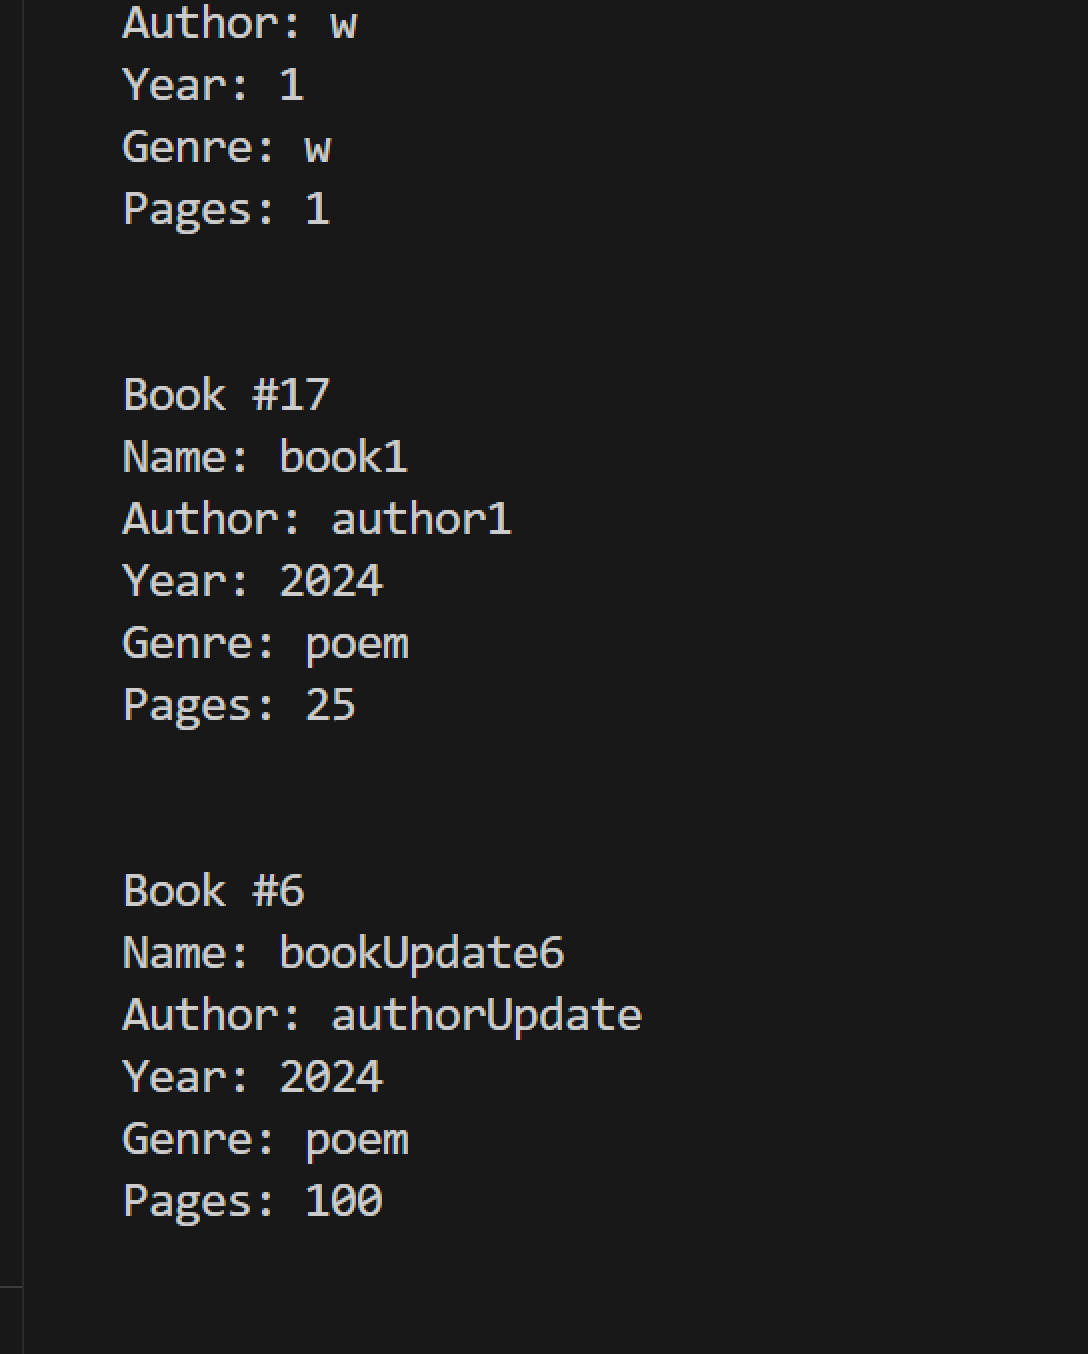 Author: w
Year: 1
Genre: w
Pages: 1
Book #17
Name: book1
Author: author1
Year: 2024
Genre: poem
Pages: 25
Book #6
Name: bookUpdate6
Author: authorUpdate
Year: 2024
Genre: poem
Pages: 100